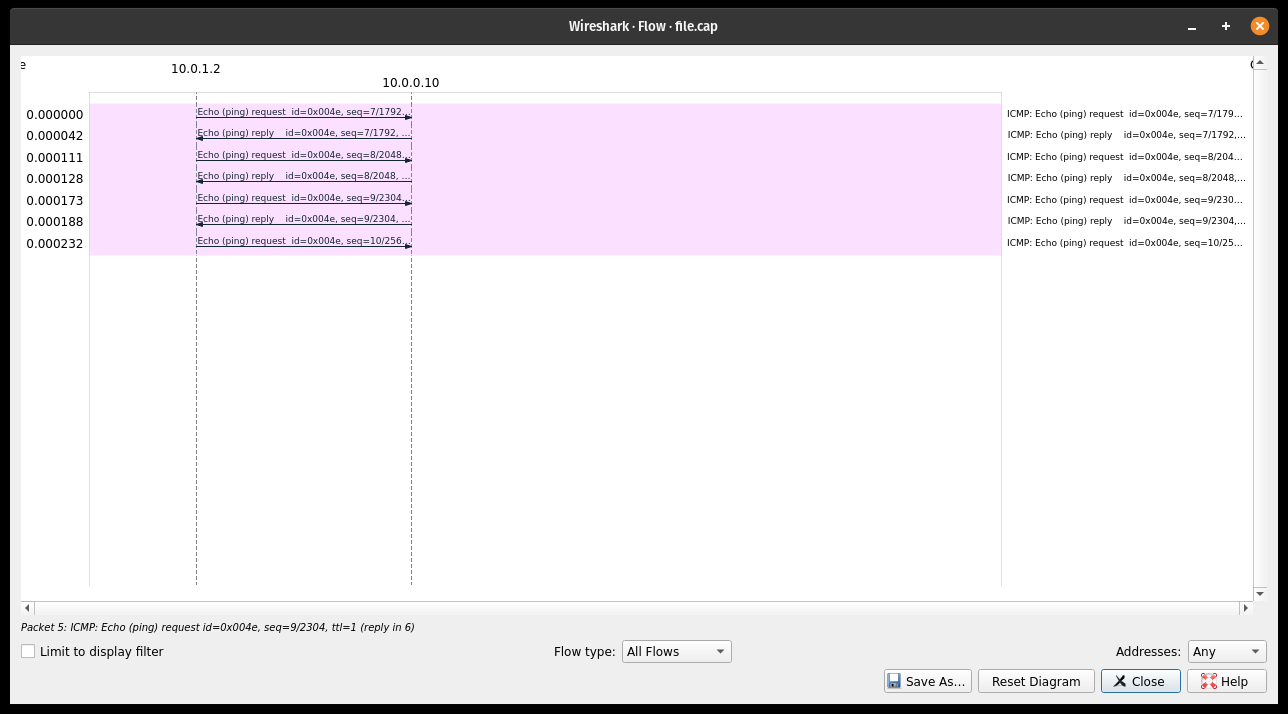 Wireshark · Flow · file.cap
e
10.0.1.2
10.0.0.10
0.000000 Echo (ping) request id=0x004e, seq=7/1792... ICMP: Echo (ping) request id=0x004e, seq=7/179...
0.000042 Echo (ping) reply id=0x004e, seq=7/1792, ... ICMP: Echo (ping) reply id=0x004e, seq=7/1792,...
0.000111 Echo (ping) request id=0x004e, seq=8/2048... ICMP: Echo (ping) request id=0x004e, seq=8/204...
0.000128 Echo (ping) reply id=0x004e, seq=8/2048, ... ICMP: Echo (ping) reply id=0x004e, seq=8/2048,...
0.000173 Echo (ping) request id=0x004e, seq=9/2304... ICMP: Echo (ping) request id=0x004e, seq=9/230...
0.000188 Echo (ping) reply id=0x004e, seq=9/2304, ... ICMP: Echo (ping) reply id=0x004e, seq=9/2304,...
0.000232 Echo (ping) request id=0x004e, seq=10/256... ICMP: Echo (ping) request id=0x004e, seq=10/25...
Packet 5: ICMP: Echo (ping) request id=0x004e, seq=9/2304, ttl=1 (reply in 6)
Limit to display filter Flow type: All Flows Addresses: Any
Save As... Reset Diagram Close Help